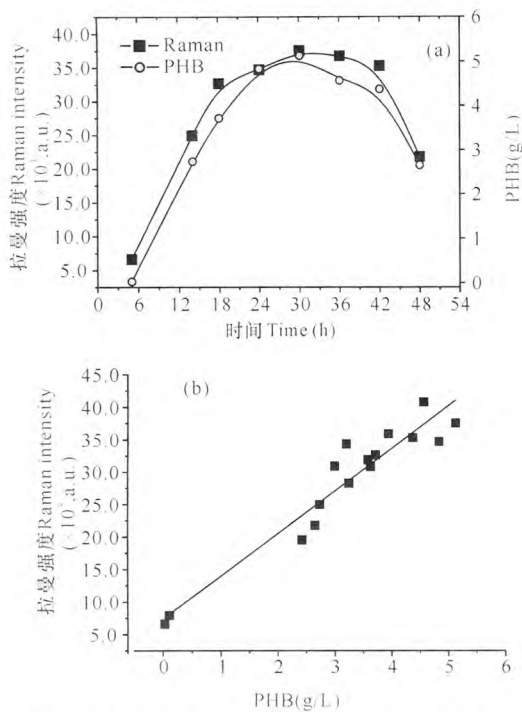 40.0
35.0
30.0
25.0
20.0
15.0
10.0
5.0
拉曼强度Raman intensity
a.u.)
Raman
PHB
(a)
6
5
4
3
2
1
0
PHB(g/L)
0 6 12 18 24 30 36 42 48 54
时间Time(h)
45.0
40.0
35.0
30.0
25.0
20.0
15.0
10.0
5.0
拉曼强度Raman intensity
a.u.)
(b)
0 1 2 3 4 5 6
PHB(g/L)